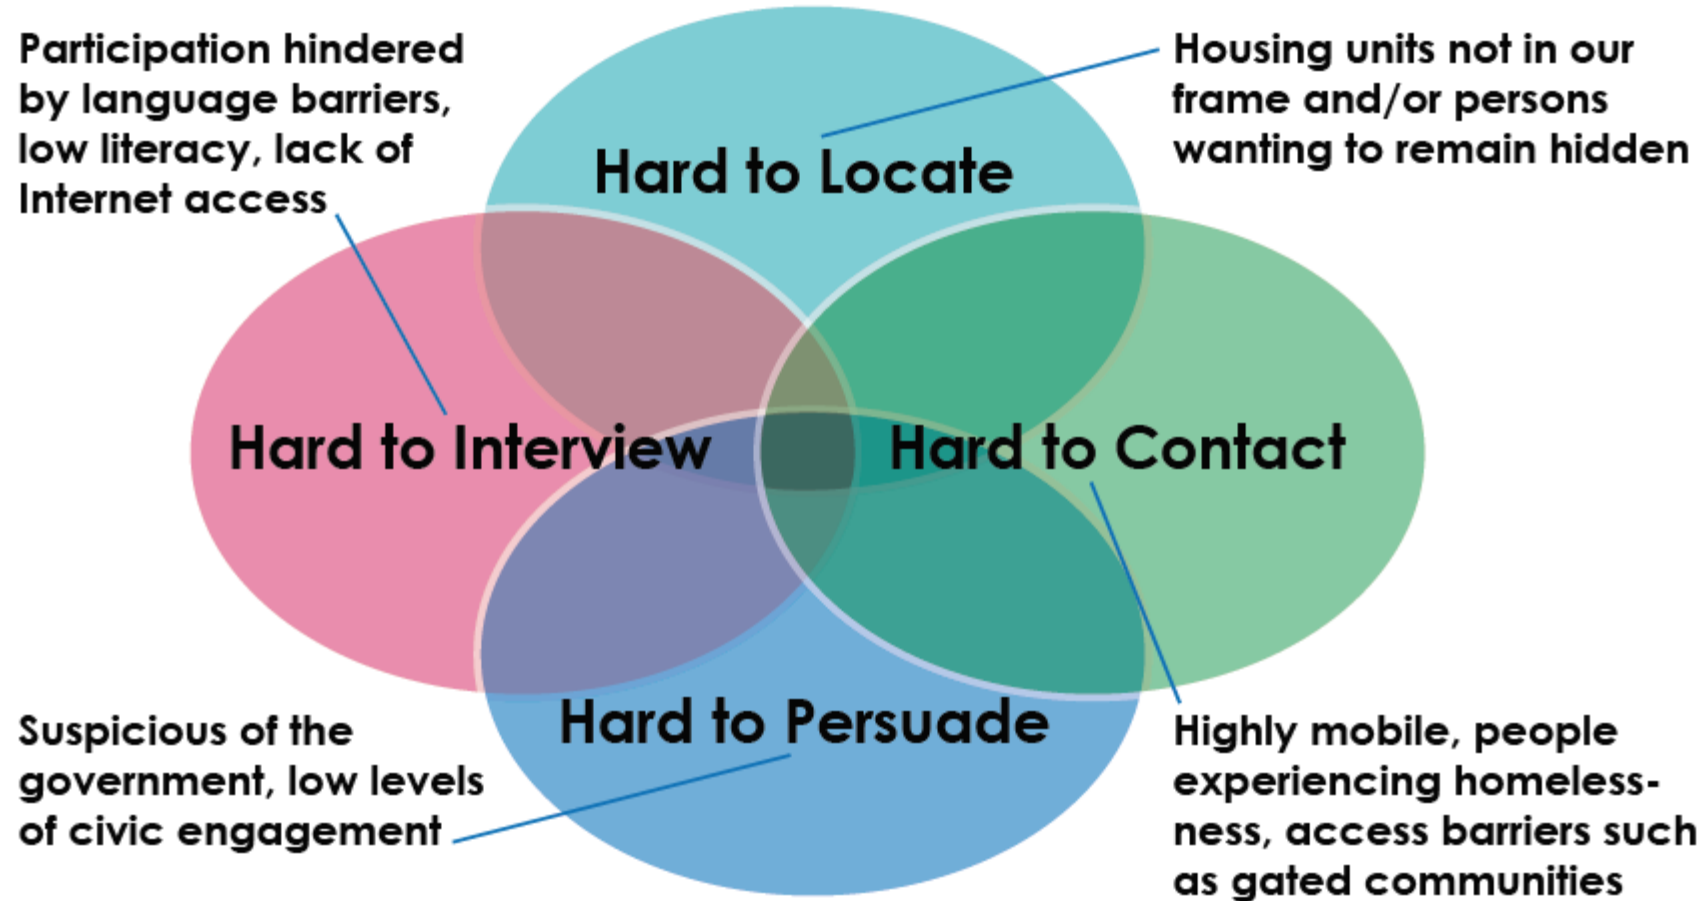 Participation hindered
by language barriers,
low literacy, lack of
Internet access
Housing units not in our
frame and/or persons
wanting to remain hidden
Hard to Locate
Hard to Interview
Hard to Contact
Hard to Persuade
Suspicious of the
government, low levels
of civic engagement
Highly mobile, people
experiencing homeless-
ness, access barriers such
as gated communities